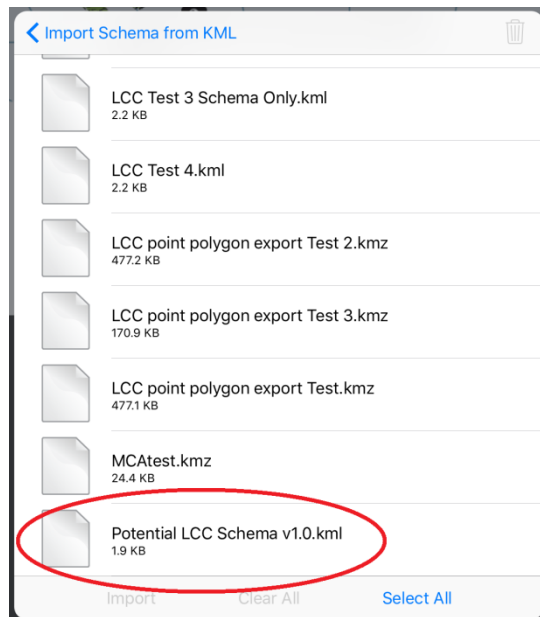 Import Schema from KML
LCC Test 3 Schema Only.kml
2.2 KB
LCC Test 4.kml
2.2 KB
LCC point polygon export Test 2.kmz
477.2 KB
LCC point polygon export Test 3.kmz
170.9 KB
LCC point polygon export Test.kmz
477.1 KB
MCAtest.kmz
24.4 KB
Potential LCC Schema v1.0.kml
1.9 KB
Import Clear All Select All